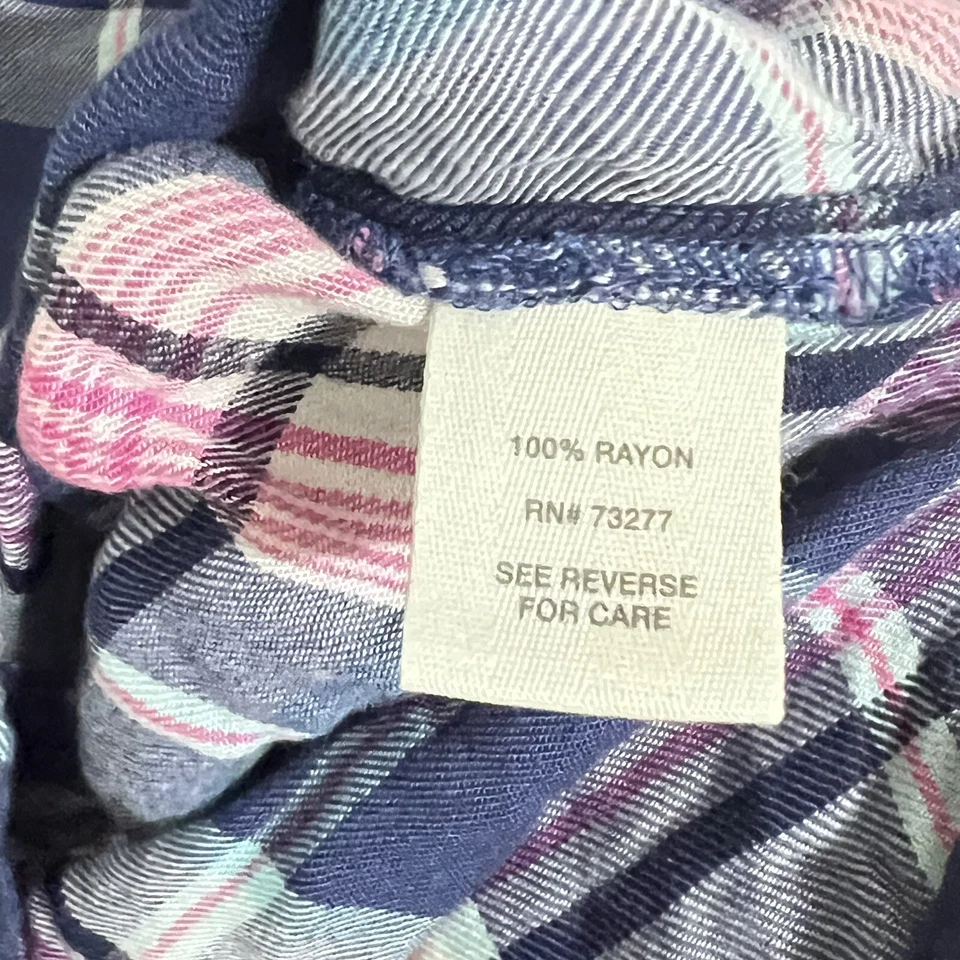 100% RAYON
RN# 73277
SEE REVERSE
FOR CARE